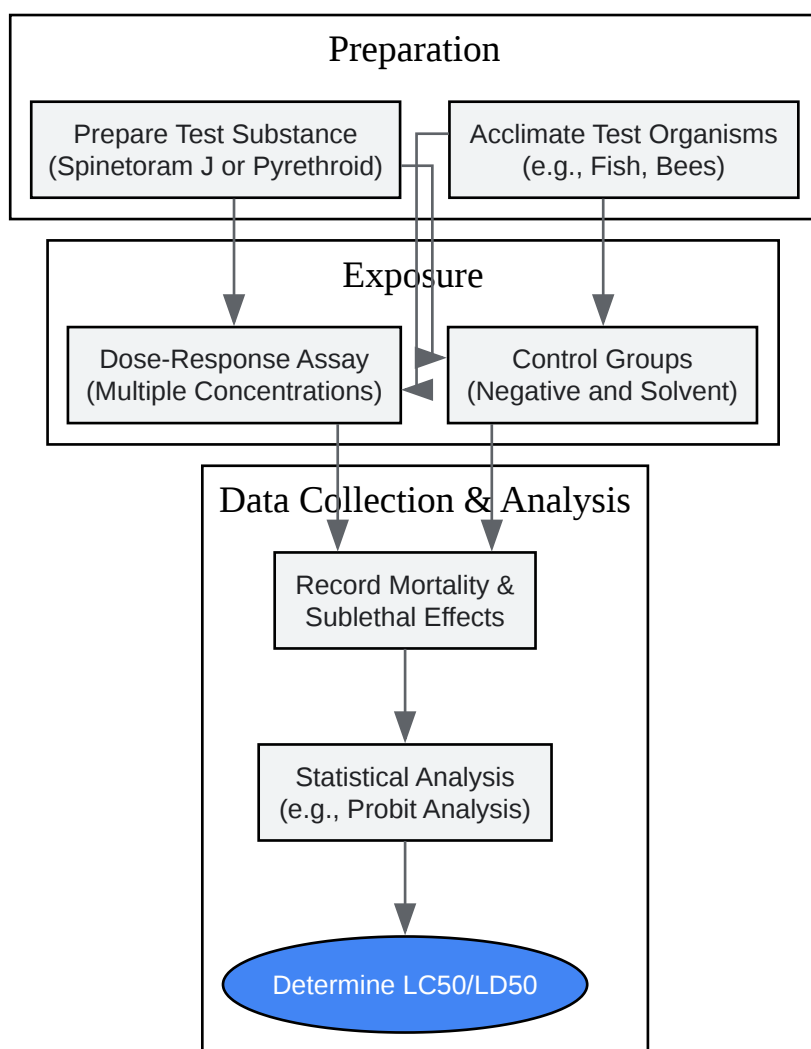 Preparation
Prepare Test Substance
(Spinetoram J or Pyrethroid)
Acclimate Test Organisms
(e.g., Fish, Bees)
Exposure
Dose-Response Assay
(Multiple Concentrations)
Control Groups
(Negative and Solvent)
Data Collection & Analysis
Record Mortality &
Sublethal Effects
Statistical Analysis
(e.g., Probit Analysis)
Determine LC50/LD50